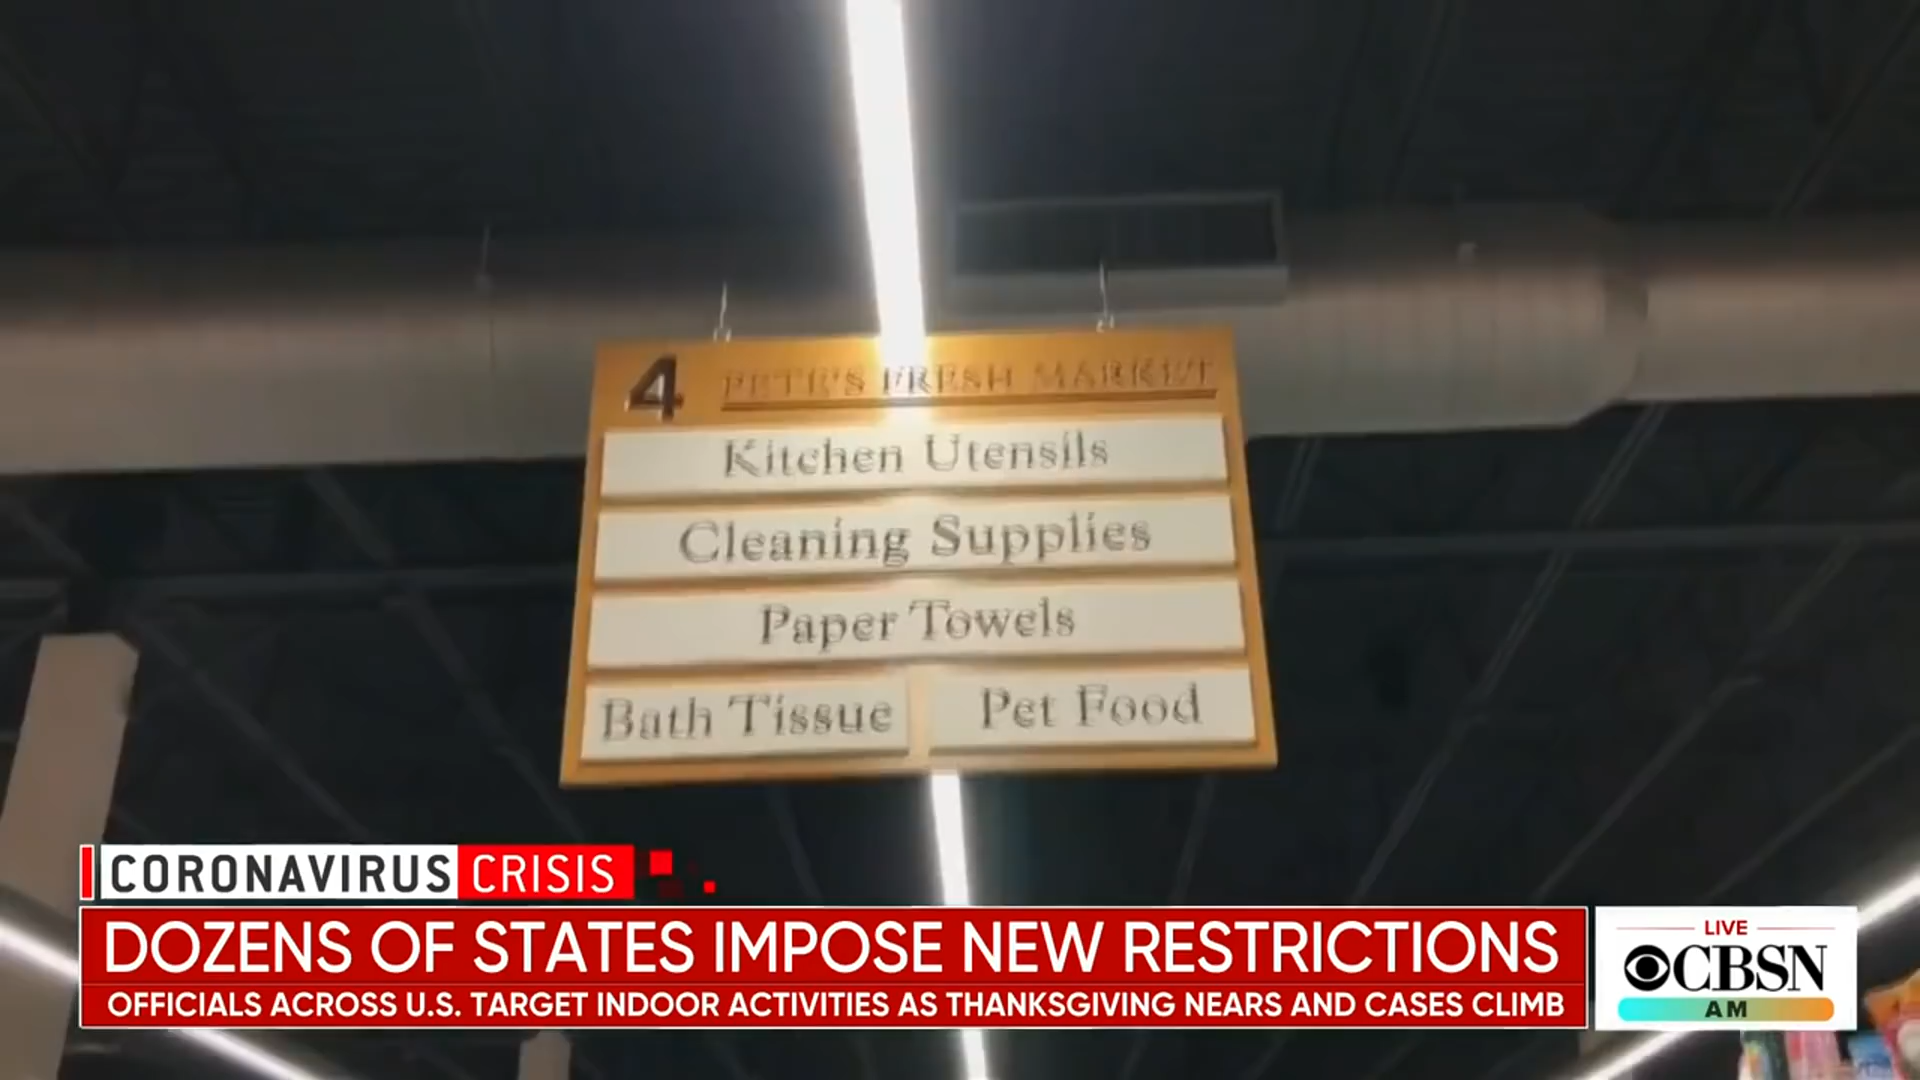 4 PETE'S FRESH MARKET
Kitchen Utensils
Cleaning Supplies
Paper Towels
Bath Tissue Pet Food
CORONAVIRUS CRISIS
DOZENS OF STATES IMPOSE NEW RESTRICTIONS
OFFICIALS ACROSS U.S. TARGET INDOOR ACTIVITIES AS THANKSGIVING NEARS AND CASES CLIMB
LIVE
CBSN
AM